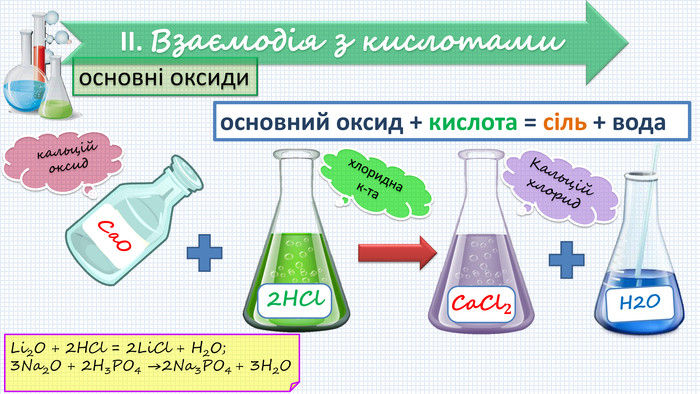 II. Взаємодія з кислотами
основні оксиди
основний оксид + кислота = сіль + вода
кальцій
оксид
хлоридна
к-та
Кальцій
хлорид
CaO
2HCl
CaCl₂
H2O
Li₂O + 2HCl = 2LiCl + H₂O;
3Na₂O + 2H₃PO₄ →2Na₃PO₄ + 3H₂O